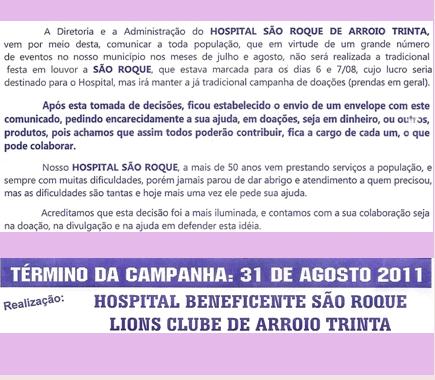 A Diretoria e a Administração do HOSPITAL SÃO ROQUE DE ARROIO TRINTA,
vem por meio desta, comunicar a toda população, que em virtude de um grande número
de eventos no nosso município nos meses de julho e agosto, não será realizada a tradicional
festa em louvor a SÃO ROQUE, que estava marcada para os dias 6 e 7/08, cujo lucro seria
destinado para o Hospital, mas irá manter a já tradicional campanha de doações (prendas em geral).
Após esta tomada de decisões, ficou estabelecido o envio de um envelope com este
comunicado, pedindo encarecidamente a sua ajuda, em doações, seja em dinheiro, ou outros
produtos, pois achamos que assim todos poderão contribuir, fica a cargo de cada um, o que
pode colaborar.
Nosso HOSPITAL SÃO ROQUE, a mais de 50 anos vem prestando serviços a população, e
sempre com muitas dificuldades, porém jamais parou de dar abrigo e atendimento a quem precisou,
mas as dificuldades são tantas e hoje mais uma vez ele pede sua ajuda.
Acreditamos que esta decisão foi a mais iluminada, e contamos com a sua colaboração seja
na doação, na divulgação e na ajuda em defender esta idéia.
TÉRMINO DA CAMPANHA: 31 DE AGOSTO 2011
Realização:
HOSPITAL BENEFICENTE SÃO ROQUE
LIONS CLUBE DE ARROIO TRINTA